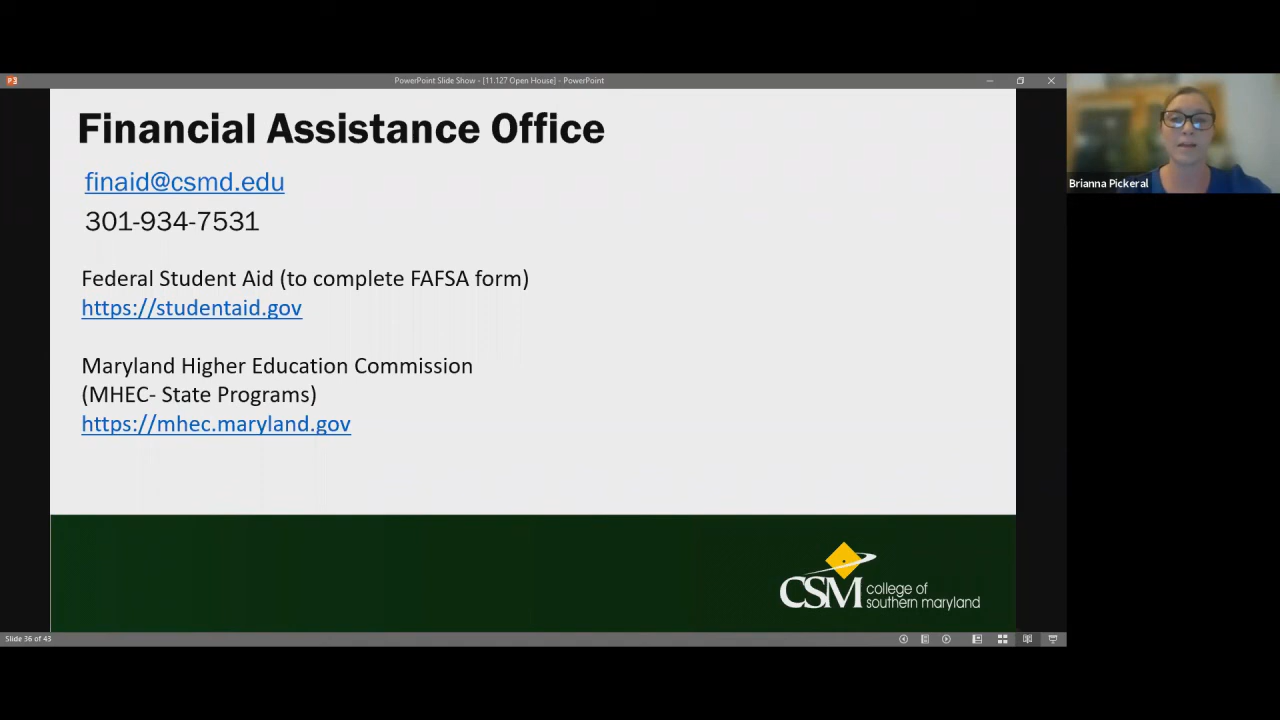 PowerPoint Slide Show - [11.127 Open House] - PowerPoint
Financial Assistance Office
finaid@csmd.edu
301-934-7531
Federal Student Aid (to complete FAFSA form)
https://studentaid.gov
Maryland Higher Education Commission
(MHEC- State Programs)
https://mhec.maryland.gov
CSM college of
southern maryland
Slide 36 of 43
Brianna Pickeral